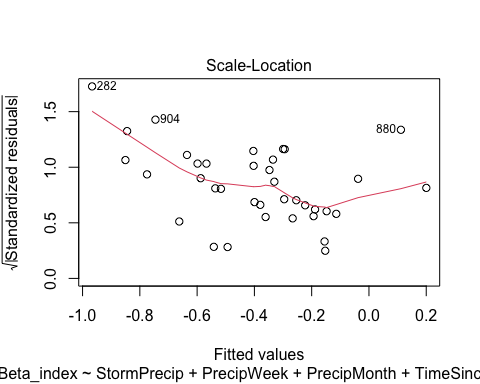 Scale-Location
282
904
880
√|Standardized residuals|
0.0 0.5 1.0 1.5
-1.0 -0.8 -0.6 -0.4 -0.2 0.0 0.2
Fitted values
Beta_index ~ StormPrecip + PrecipWeek + PrecipMonth + TimeSinc